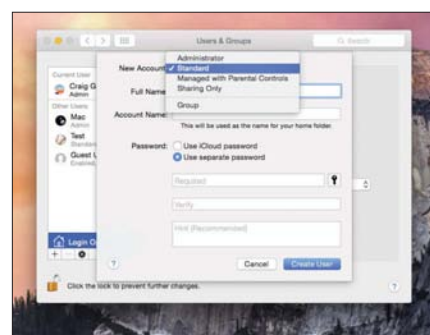 Users & Groups
Search
Administrator
New Account
✓ Standard
Managed with Parental Controls
Sharing Only
Group
Current User
Craig G
Admin
Full Name
Other Users
Mac
Admin
Account Name:
This will be used as the name for your home folder.
Test
Standard
Guest U
Enabled,
Password:
Use iCloud password
Use separate password
Required
Verify
Hint (Recommended)
Login O
Cancel
Create User
Click the lock to prevent further changes.